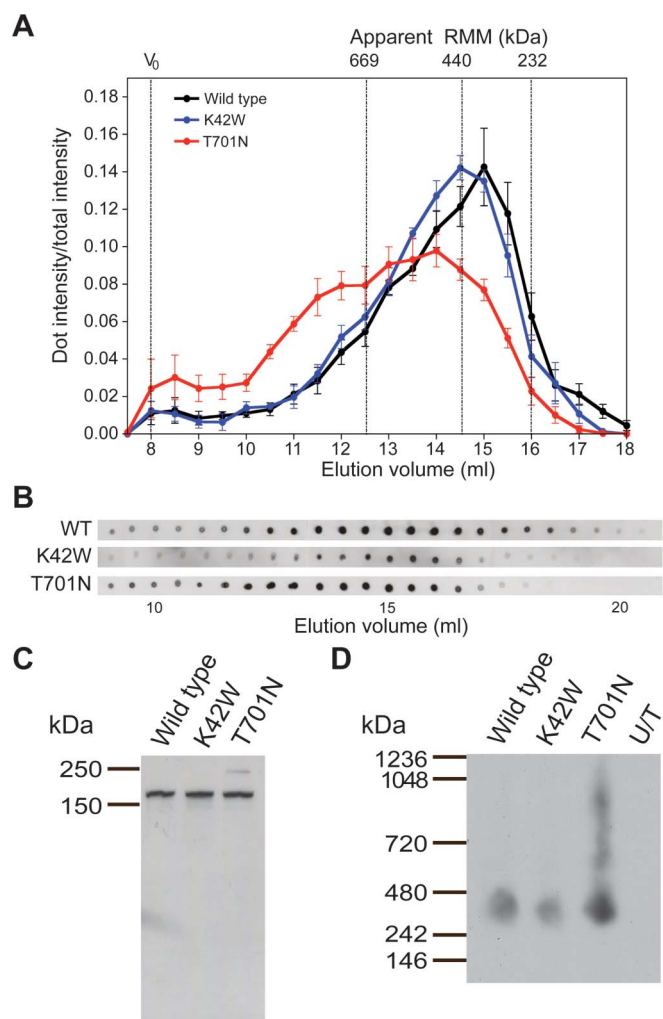 A
Apparent RMM (kDa)
V0 669 440 232
0.18
0.16
0.14
0.12
0.10
0.08
0.06
0.04
0.02
0.00
Dot intensity/total intensity
Wild type
K42W
T701N
8 9 10 11 12 13 14 15 16 17 18
Elution volume (ml)
B
WT
K42W
T701N
10 15 20
Elution volume (ml)
C
kDa
Wild type
K42W
T701N
250
150
D
kDa
Wild type
K42W
T701N
U/T
1236
1048
720
480
242
146